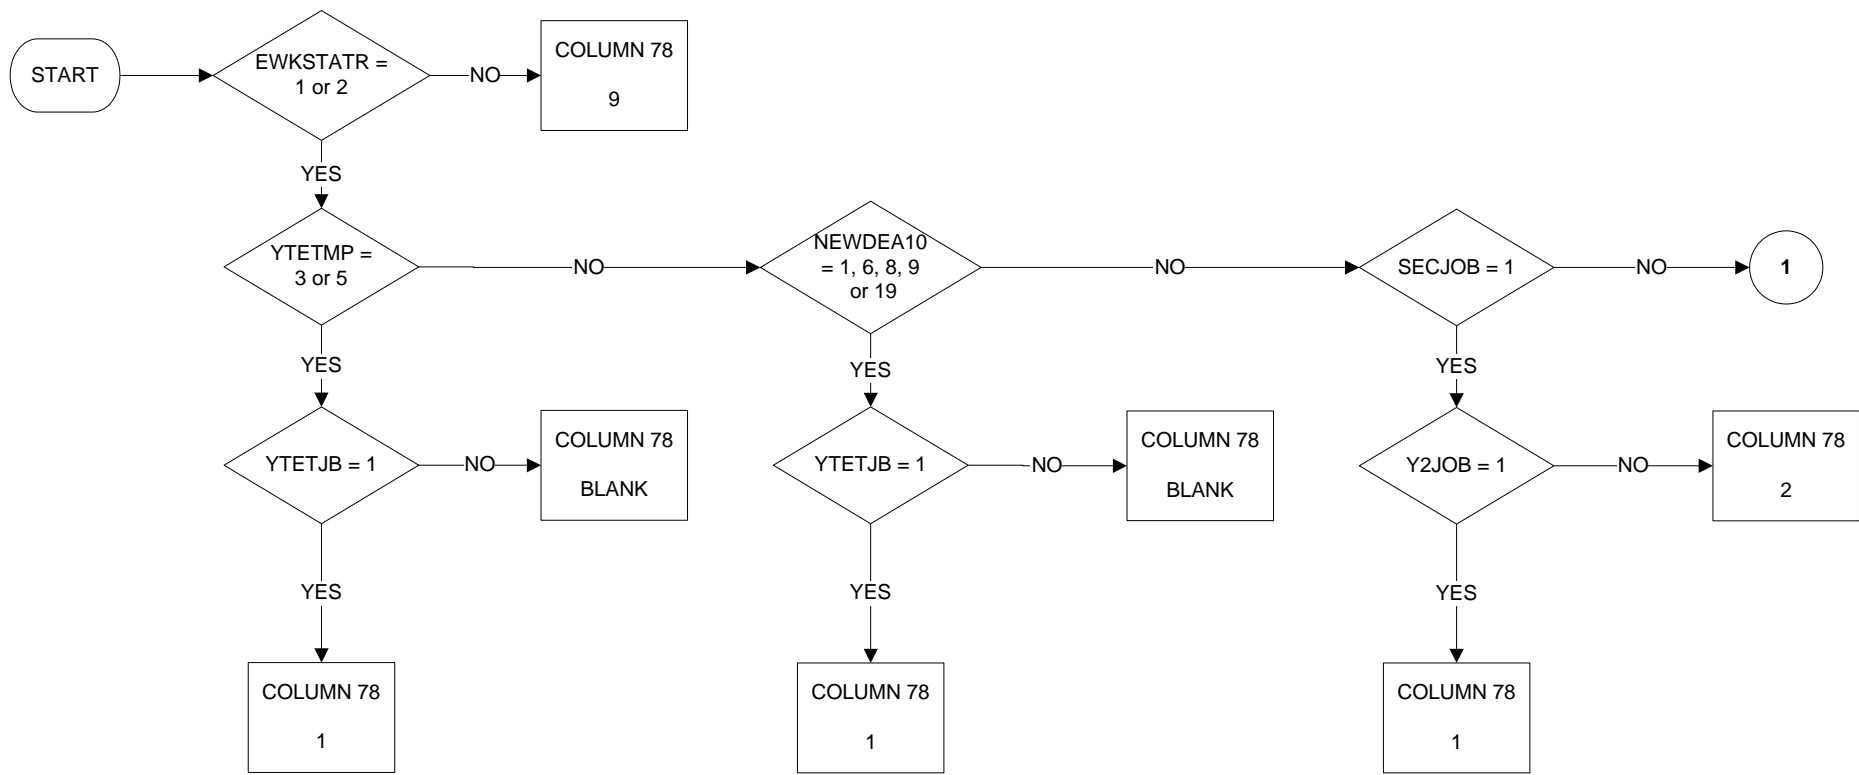 START
EWKSTATR =
1 or 2
NO
COLUMN 78
9
YES
YTETMP =
3 or 5
NO
NEWDEA10
= 1, 6, 8, 9
or 19
NO
SECJOB = 1
NO
1
YES
YES
YES
YTETJB = 1
NO
COLUMN 78
BLANK
YTETJB = 1
NO
COLUMN 78
BLANK
Y2JOB = 1
NO
COLUMN 78
2
YES
YES
YES
COLUMN 78
1
COLUMN 78
1
COLUMN 78
1